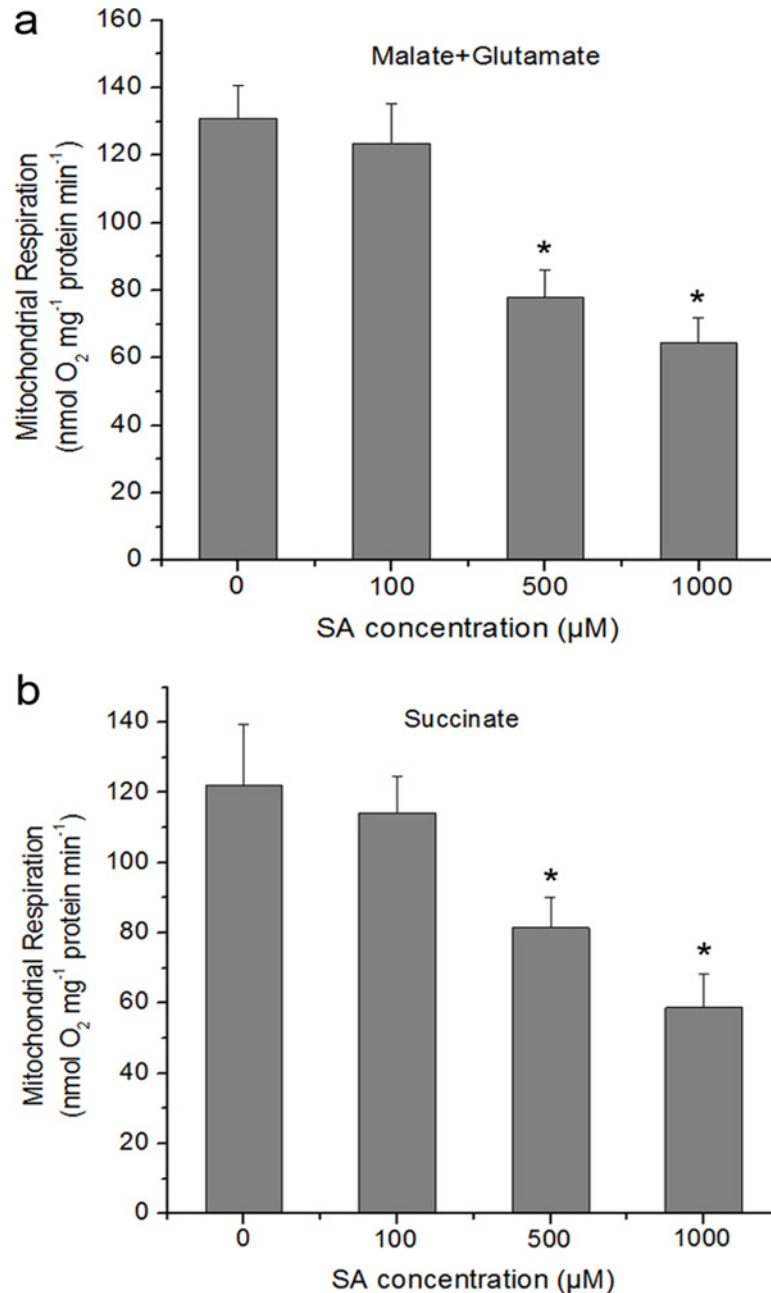 a
Malate+Glutamate
Mitochondrial Respiration
(nmol O₂ mg⁻¹ protein min⁻¹)
160
140
120
100
80
60
40
20
0
*
*
0 100 500 1000
SA concentration (µM)
b
Succinate
Mitochondrial Respiration
(nmol O₂ mg⁻¹ protein min⁻¹)
140
120
100
80
60
40
20
0
*
*
0 100 500 1000
SA concentration (µM)